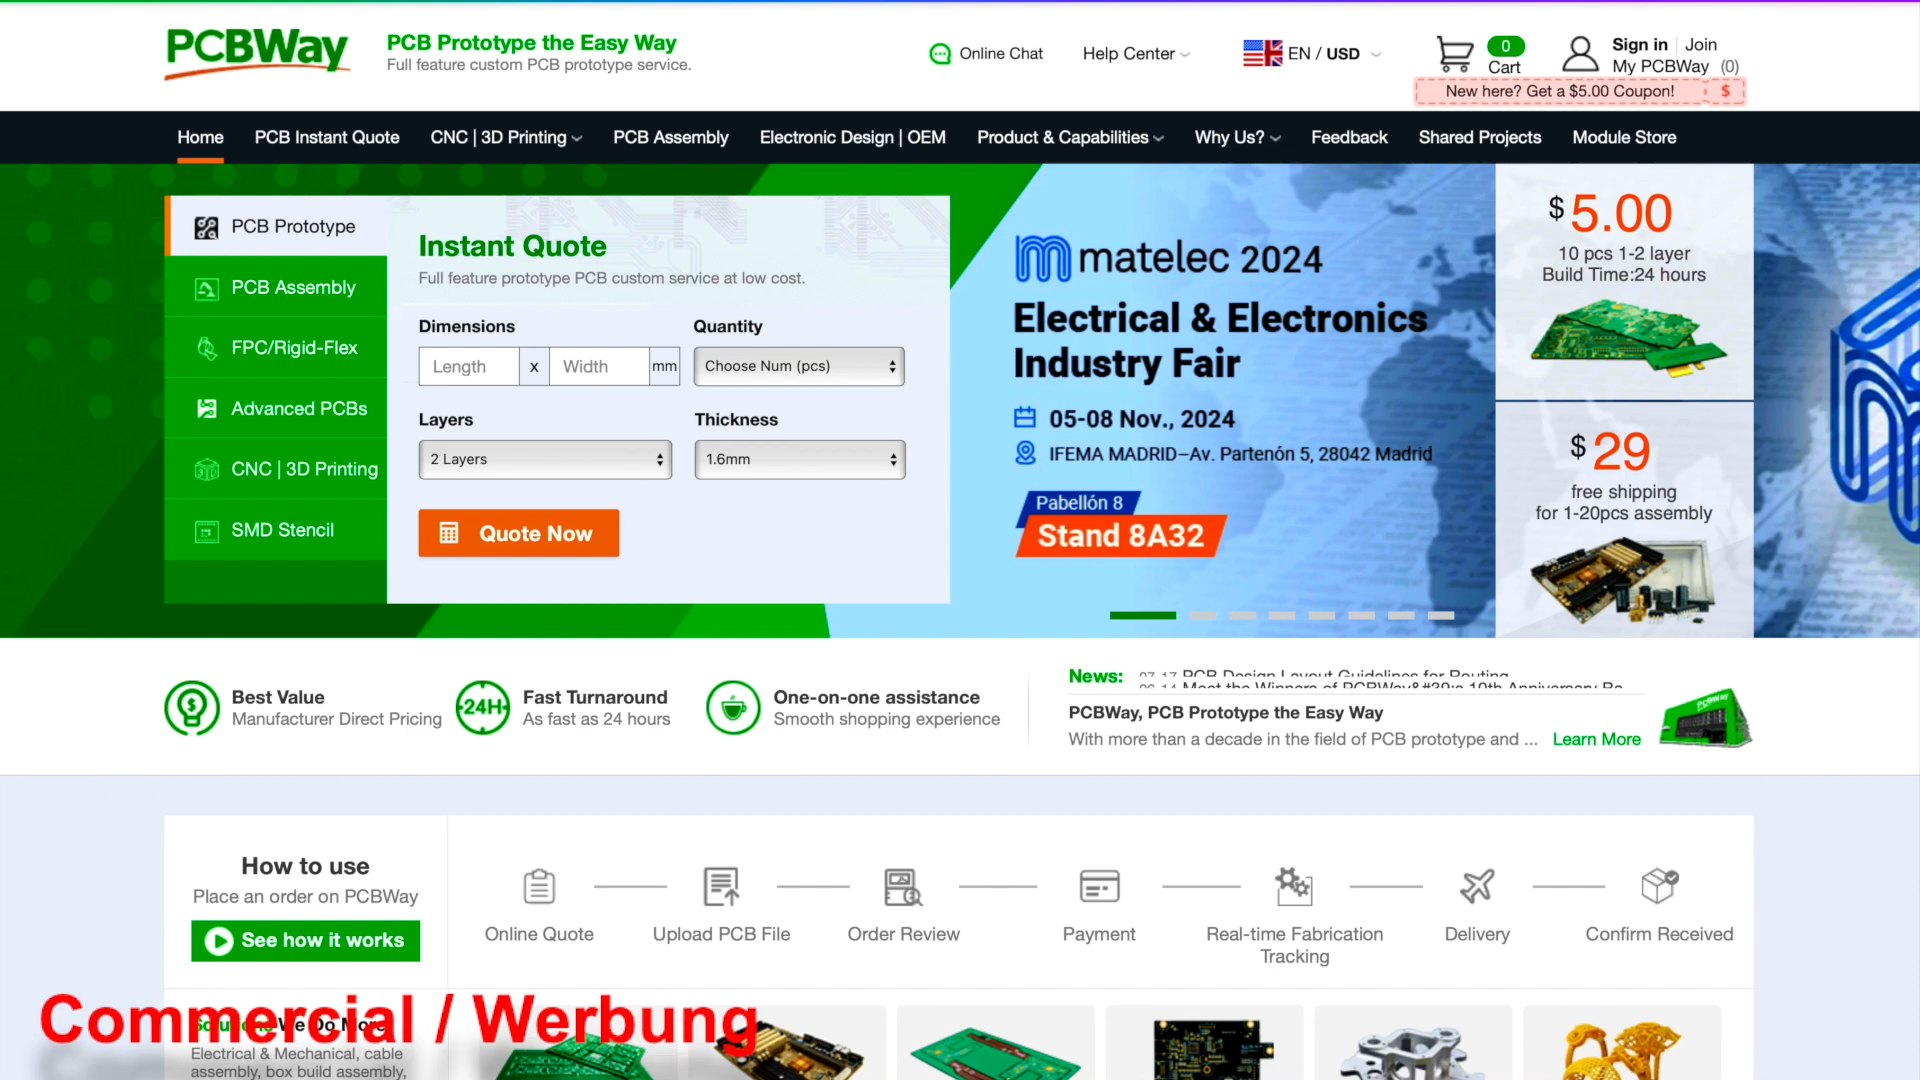 PCBWay
PCB Prototype the Easy Way
Full feature custom PCB prototype service.
Online Chat
Help Center
EN / USD
0
Cart
Sign in
Join
My PCBWay (0)
New here? Get a $5.00 Coupon!
$
Home
PCB Instant Quote
CNC | 3D Printing
PCB Assembly
Electronic Design | OEM
Product & Capabilities
Why Us?
Feedback
Shared Projects
Module Store
PCB Prototype
PCB Assembly
FPC/Rigid-Flex
Advanced PCBs
CNC | 3D Printing
SMD Stencil
Instant Quote
Full feature prototype PCB custom service at low cost.
Dimensions
Quantity
Length
x
Width
mm
Choose Num (pcs)
Layers
Thickness
2 Layers
1.6mm
Quote Now
matelec 2024
Electrical & Electronics
Industry Fair
05-08 Nov., 2024
IFEMA MADRID–Av. Partenón 5, 28042 Madrid
Pabellón 8
Stand 8A32
$ 5.00
10 pcs 1-2 layer
Build Time:24 hours
$ 29
free shipping
for 1-20pcs assembly
Best Value
Manufacturer Direct Pricing
24H
Fast Turnaround
As fast as 24 hours
One-on-one assistance
Smooth shopping experience
News:
PCB Design Layout Guidelines for Routing
Meet the Winners of PCBWay&#39;s 10th Anniversary
PCBWay, PCB Prototype the Easy Way
With more than a decade in the field of PCB prototype and ...
Learn More
PCBWay
How to use
Place an order on PCBWay
See how it works
Online Quote
Upload PCB File
Order Review
Payment
Real-time Fabrication
Tracking
Delivery
Confirm Received
Commercial / Werbung
We Do More
Electrical & Mechanical, cable
assembly, box build assembly,